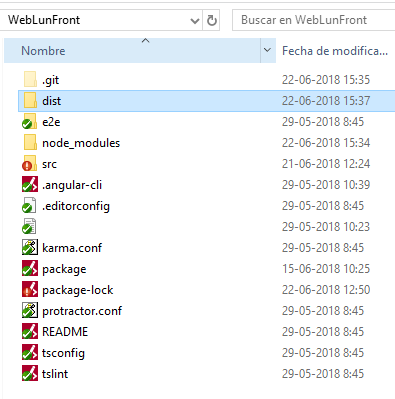 WebLunFront
Buscar en WebLunFront
Nombre Fecha de modifica...
.git 22-06-2018 15:35
dist 22-06-2018 15:37
e2e 29-05-2018 8:45
node_modules 22-06-2018 15:34
src 21-06-2018 12:24
.angular-cli 29-05-2018 10:39
.editorconfig 29-05-2018 8:45
29-05-2018 10:23
karma.conf 29-05-2018 8:45
package 15-06-2018 10:25
package-lock 22-06-2018 12:50
protractor.conf 29-05-2018 8:45
README 29-05-2018 8:45
tsconfig 29-05-2018 8:45
tslint 29-05-2018 8:45